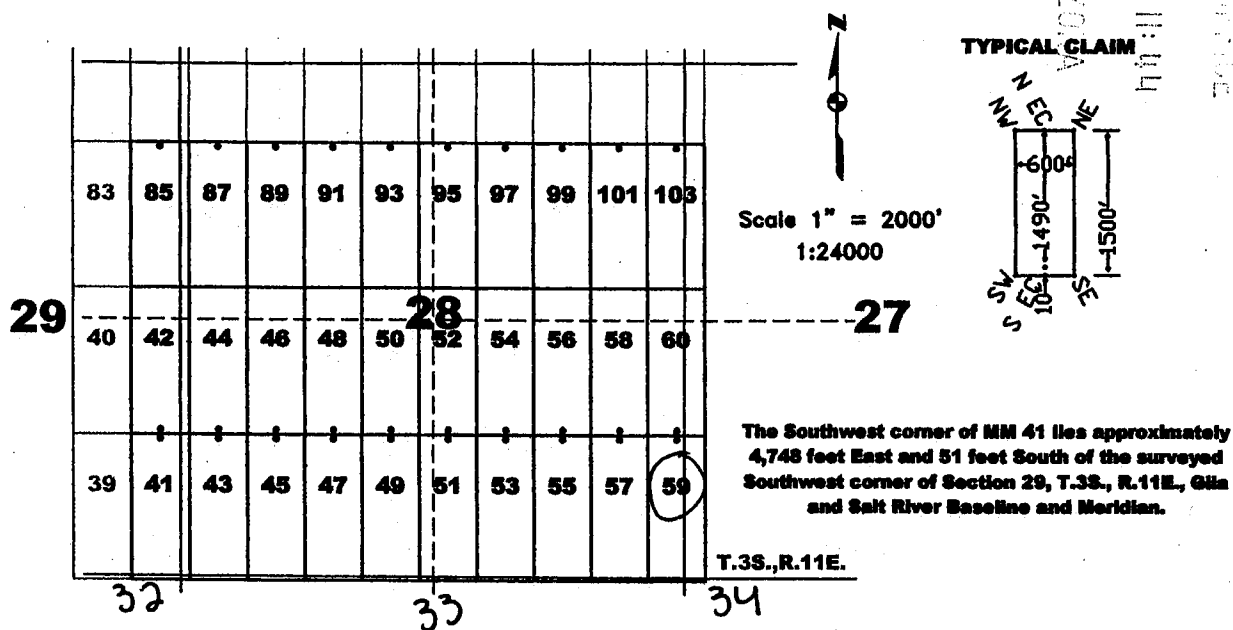 N
TYPICAL CLAIM
N EC
NW NE
600'
1490'
1500'
10'
SW SE
S EC
Scale 1" = 2000'
1:24000
83 85 87 89 91 93 95 97 99 101 103
29 28 27
40 42 44 46 48 50 52 54 56 58 60
39 41 43 45 47 49 51 53 55 57 59
The Southwest corner of MM 41 lies approximately
4,748 feet East and 51 feet South of the surveyed
Southwest corner of Section 29, T.3S., R.11E., Gila
and Salt River Baseline and Meridian.
T.3S.,R.11E.
32 33 34